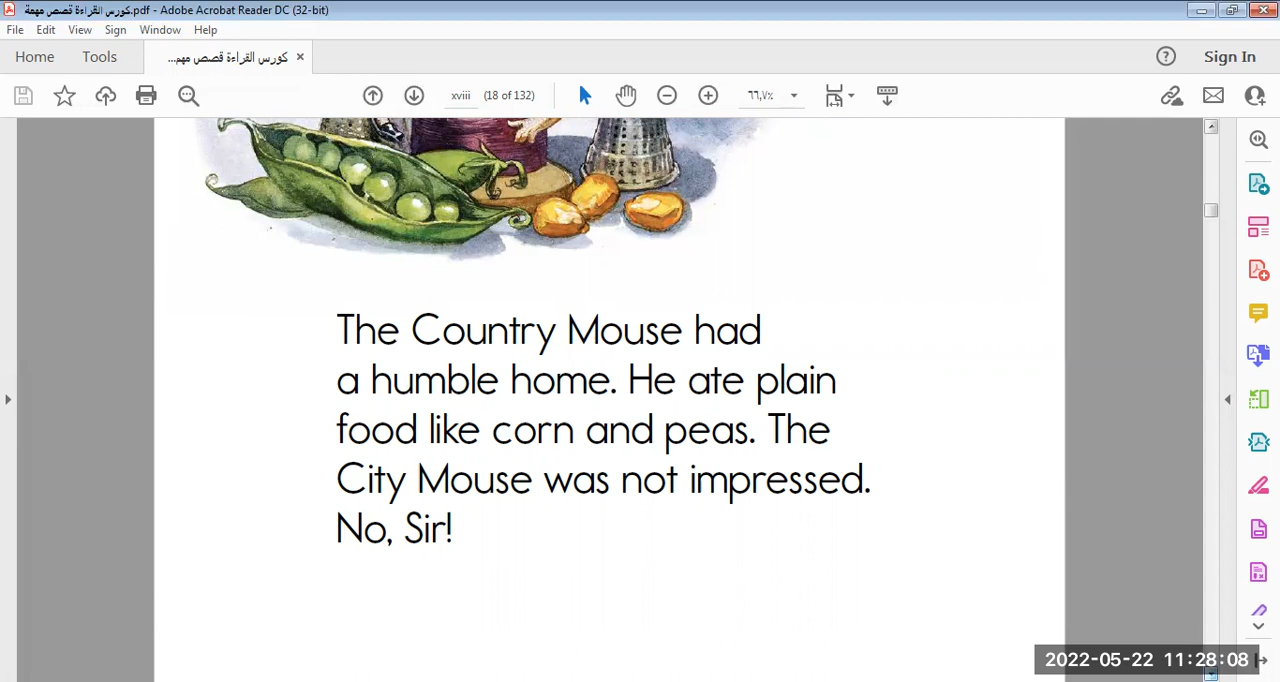 كورس القراءة قصص مهمة.pdf - Adobe Acrobat Reader DC (32-bit)
File Edit View Sign Window Help
Home Tools كورس القراءة قصص مهم... × Sign In
xviii (18 of 132) ٦٦,٧٪
The Country Mouse had
a humble home. He ate plain
food like corn and peas. The
City Mouse was not impressed.
No, Sir!
2022-05-22 11:28:08